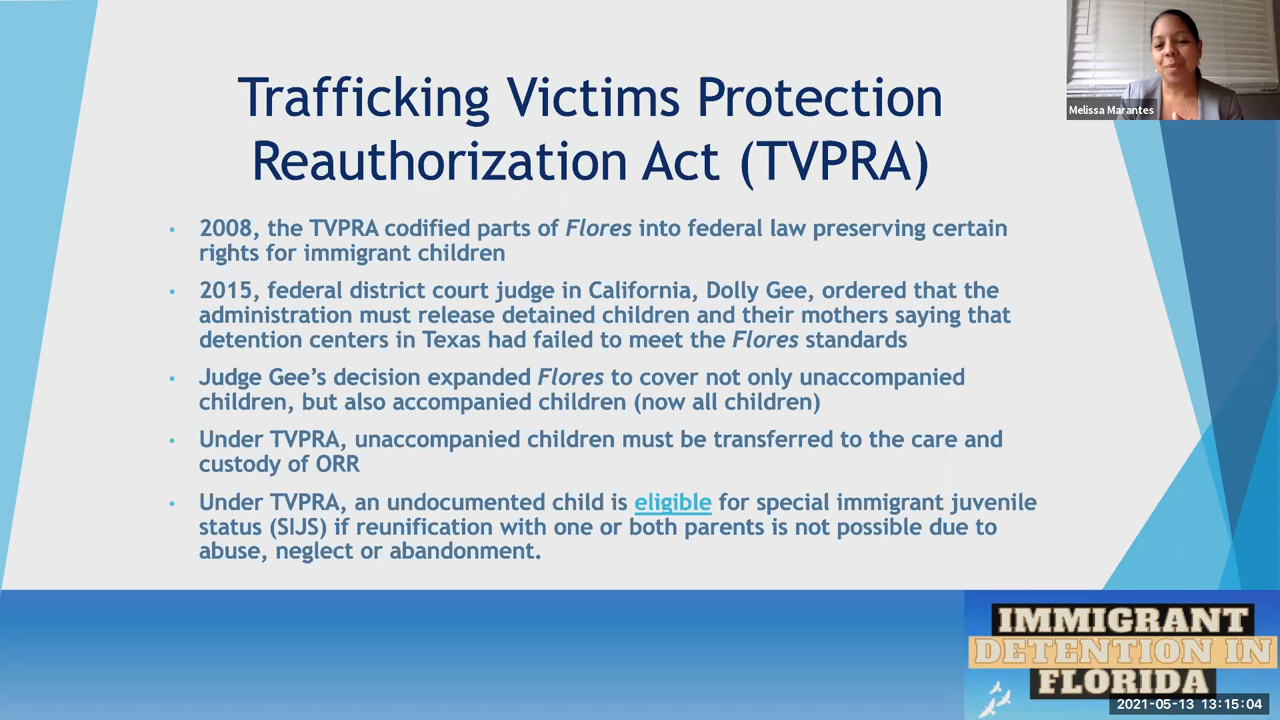 Trafficking Victims Protection
Reauthorization Act (TVPRA)
Melissa Marantes
• 2008, the TVPRA codified parts of Flores into federal law preserving certain
rights for immigrant children
• 2015, federal district court judge in California, Dolly Gee, ordered that the
administration must release detained children and their mothers saying that
detention centers in Texas had failed to meet the Flores standards
• Judge Gee’s decision expanded Flores to cover not only unaccompanied
children, but also accompanied children (now all children)
• Under TVPRA, unaccompanied children must be transferred to the care and
custody of ORR
• Under TVPRA, an undocumented child is eligible for special immigrant juvenile
status (SIJS) if reunification with one or both parents is not possible due to
abuse, neglect or abandonment.
IMMIGRANT
DETENTION IN
FLORIDA
2021-05-13 13:15:04